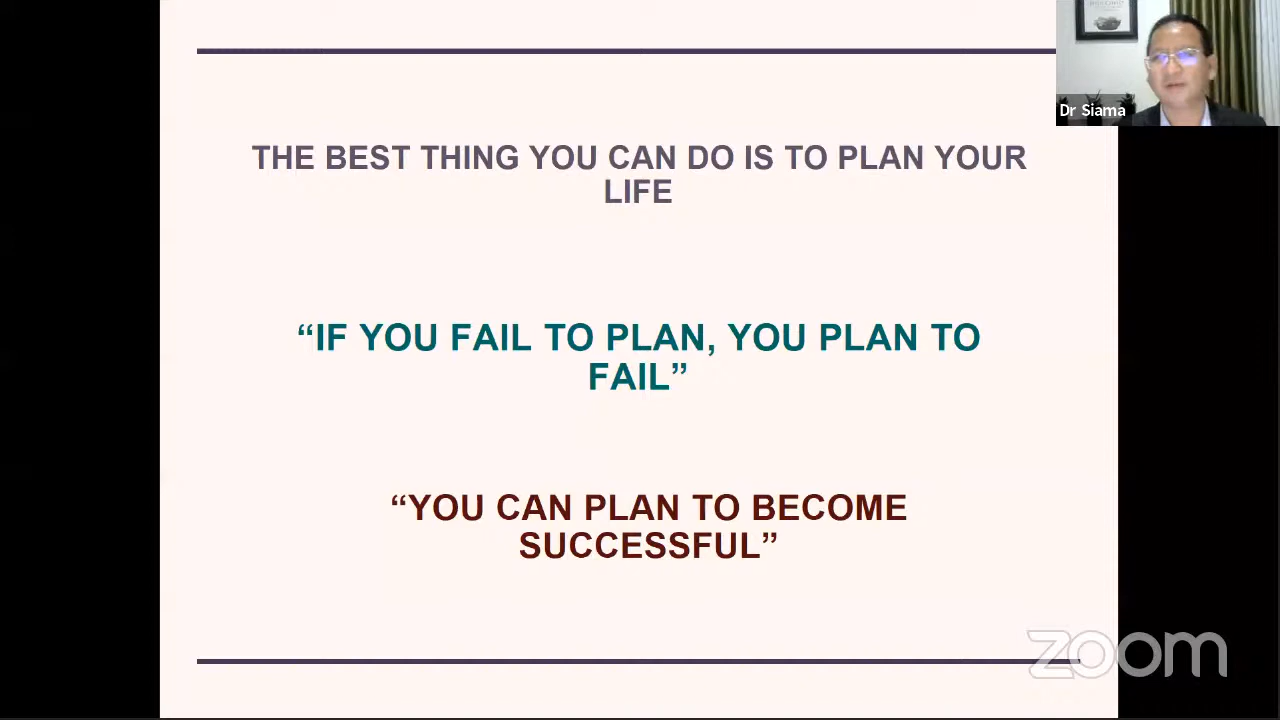 THE BEST THING YOU CAN DO IS TO PLAN YOUR
LIFE
“IF YOU FAIL TO PLAN, YOU PLAN TO
FAIL”
“YOU CAN PLAN TO BECOME
SUCCESSFUL”
Dr Siama
zoom